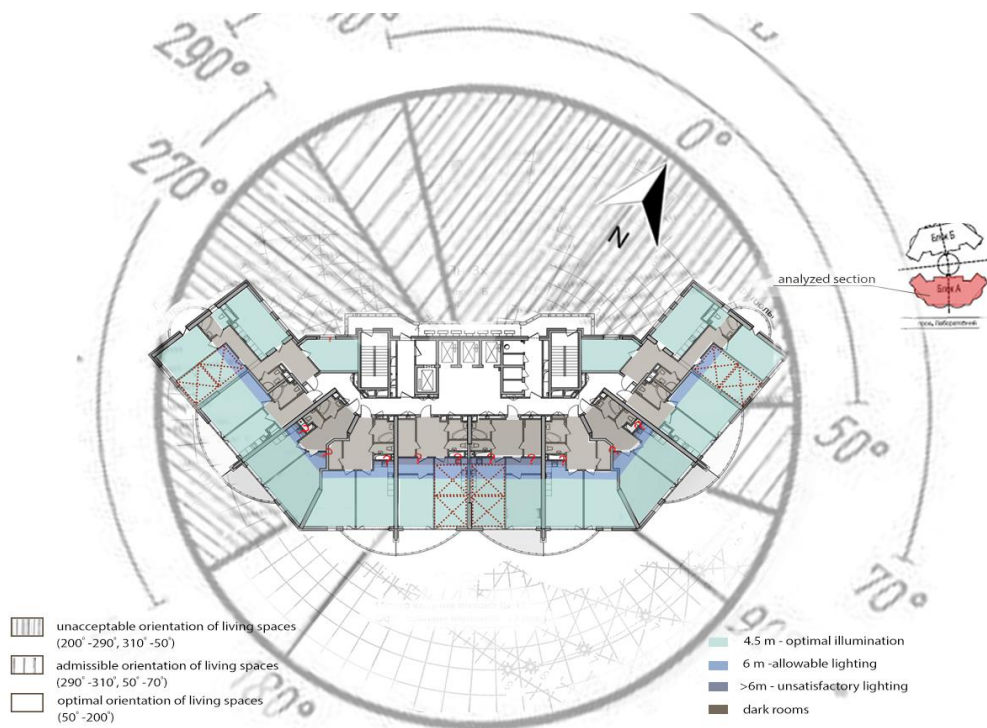 290°
270°
0°
N
Блок Б
analyzed section
Блок А
50°
70°
unacceptable orientation of living spaces
(200° -290°, 310° -50°)
admissible orientation of living spaces
(290° -310°, 50° -70°)
optimal orientation of living spaces
(50° -200°)
4.5 m - optimal illumination
6 m -allowable lighting
>6m - unsatisfactory lighting
dark rooms